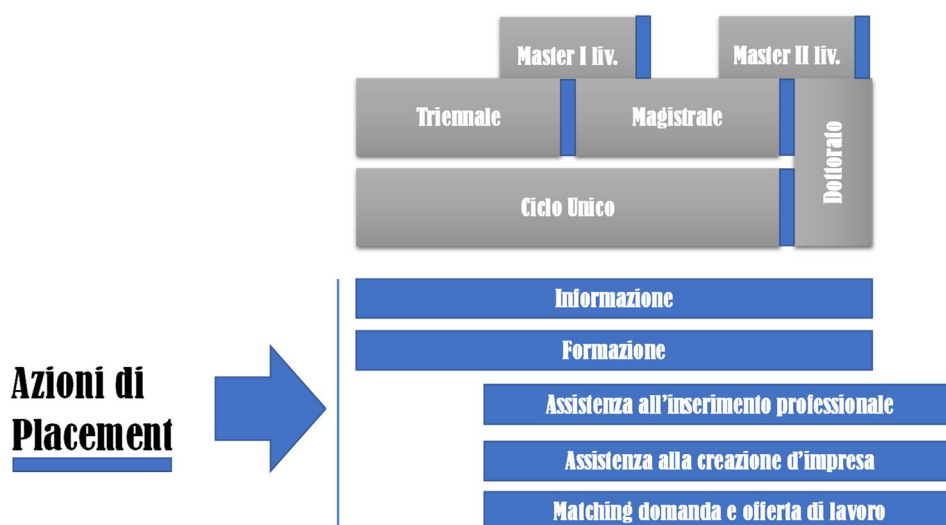 Master I liv.
Master II liv.
Triennale
Magistrale
Dottorato
Ciclo Unico
Informazione
Formazione
Azioni di
Placement
Assistenza all'inserimento professionale
Assistenza alla creazione d'impresa
Matching domanda e offerta di lavoro